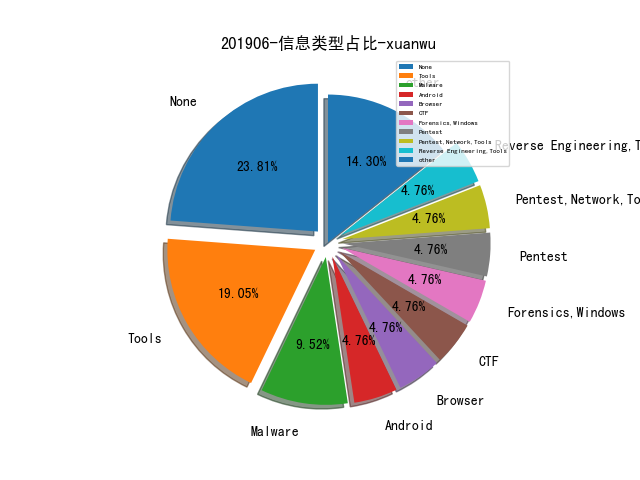 201906-信息类型占比-xuanwu
None
Tools
Malware
Android
Browser
CTF
Forensics,Windows
Pentest
Pentest,Network,Tools
Reverse Engineering,Tools
other
other
None
23.81%
14.30%
Reverse Engineering,T
4.76%
Pentest,Network,To
4.76%
4.76%
Pentest
4.76%
Forensics,Windows
19.05%
4.76%
4.76%
4.76%
9.52%
Tools
CTF
Browser
Android
Malware